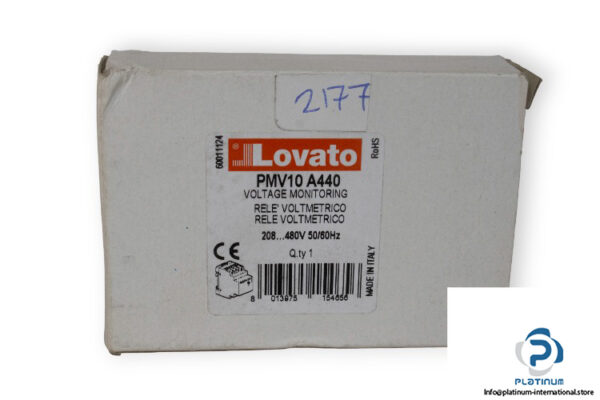 2177
60011124
Lovato
RoHS
PMV10 A440
VOLTAGE MONITORING
RELE' VOLTMETRICO
RELE VOLTMETRICO
208...480V 50/60Hz
CE
Q.ty 1
MADE IN ITALY
8 013975 154656
PLATINUM
Info@platinum-international.store